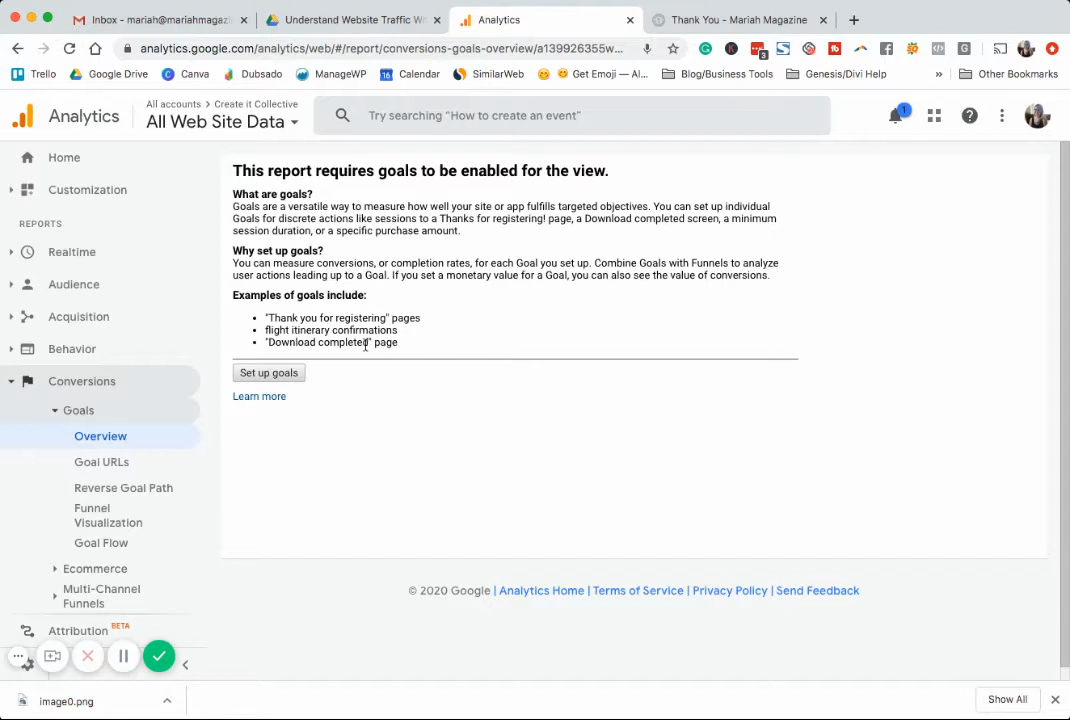 Inbox - mariah@mariahmagazi
Understand Website Traffic W
Analytics
Thank You - Mariah Magazine
analytics.google.com/analytics/web/#/report/conversions-goals-overview/a139926355w...
3
Trello
Google Drive
Canva
Dubsado
ManageWP
16 Calendar
SimilarWeb
Get Emoji — Al...
Blog/Business Tools
Genesis/Divi Help
»
Other Bookmarks
Analytics
All accounts > Create it Collective
All Web Site Data
Try searching "How to create an event"
1
Home
Customization
REPORTS
Realtime
Audience
Acquisition
Behavior
Conversions
Goals
Overview
Goal URLs
Reverse Goal Path
Funnel
Visualization
Goal Flow
Ecommerce
Multi-Channel
Funnels
Attribution BETA
This report requires goals to be enabled for the view.
What are goals?
Goals are a versatile way to measure how well your site or app fulfills targeted objectives. You can set up individual
Goals for discrete actions like sessions to a Thanks for registering! page, a Download completed screen, a minimum
session duration, or a specific purchase amount.
Why set up goals?
You can measure conversions, or completion rates, for each Goal you set up. Combine Goals with Funnels to analyze
user actions leading up to a Goal. If you set a monetary value for a Goal, you can also see the value of conversions.
Examples of goals include:
• "Thank you for registering" pages
• flight itinerary confirmations
• "Download completed" page
Set up goals
Learn more
© 2020 Google | Analytics Home | Terms of Service | Privacy Policy | Send Feedback
image0.png
Show All